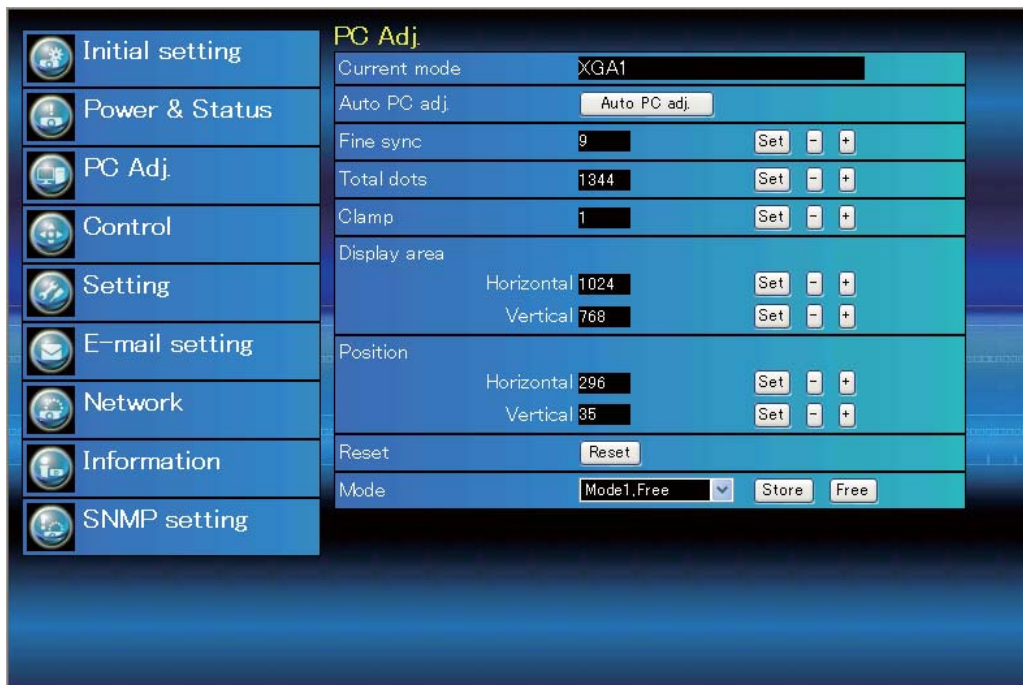 Initial setting
Power & Status
PC Adj.
Control
Setting
E-mail setting
Network
Information
SNMP setting
PC Adj.
Current mode XGA1
Auto PC adj. Auto PC adj.
Fine sync 9 Set - +
Total dots 1344 Set - +
Clamp 1 Set - +
Display area
Horizontal 1024 Set - +
Vertical 768 Set - +
Position
Horizontal 296 Set - +
Vertical 35 Set - +
Reset Reset
Mode Mode1,Free Store Free